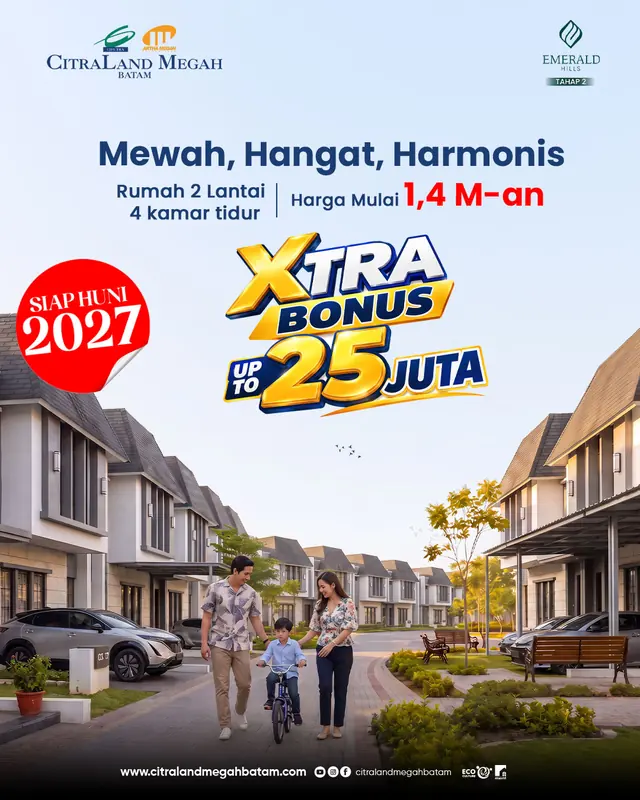 CITRALAND MEGAH
BATAM
EMERALD
HILLS
TAHAP 2
Mewah, Hangat, Harmonis
Rumah 2 Lantai
4 kamar tidur
Harga Mulai 1,4 M-an
XTRA
BONUS
UP TO 25 JUTA
SIAP HUNI
2027
www.citralandmegahbatam.com
citralandmegahbatam
ECO